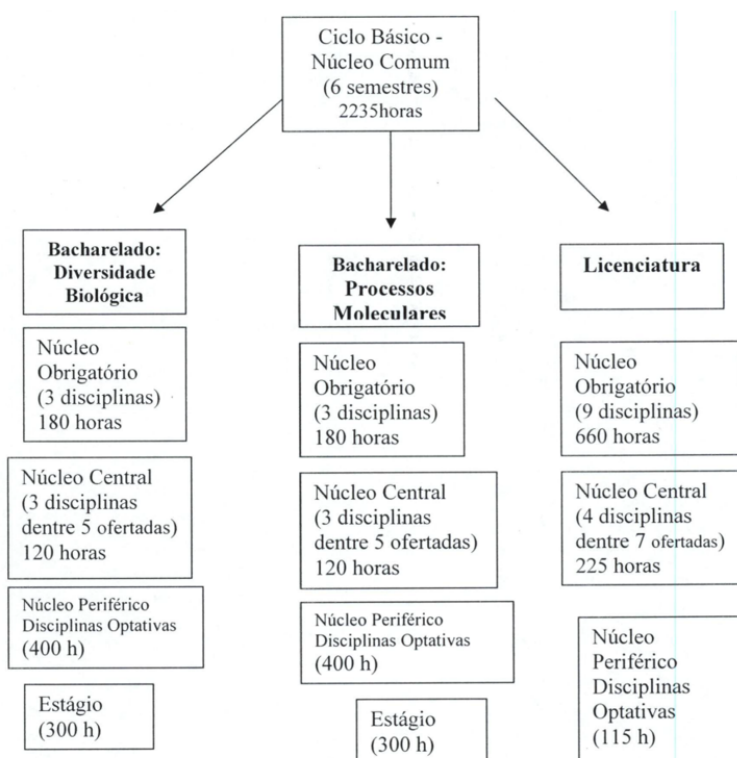 Ciclo Básico -
Núcleo Comum
(6 semestres)
2235horas
Bacharelado:
Diversidade
Biológica
Núcleo
Obrigatório
(3 disciplinas)
180 horas
Núcleo Central
(3 disciplinas
dentre 5 ofertadas)
120 horas
Núcleo Periférico
Disciplinas Optativas
(400 h)
Estágio
(300 h)
Bacharelado:
Processos
Moleculares
Núcleo
Obrigatório
(3 disciplinas)
180 horas
Núcleo Central
(3 disciplinas
dentre 5 ofertadas)
120 horas
Núcleo Periférico
Disciplinas Optativas
(400 h)
Estágio
(300 h)
Licenciatura
Núcleo
Obrigatório
(9 disciplinas)
660 horas
Núcleo Central
(4 disciplinas
dentre 7 ofertadas)
225 horas
Núcleo
Periférico
Disciplinas
Optativas
(115 h)